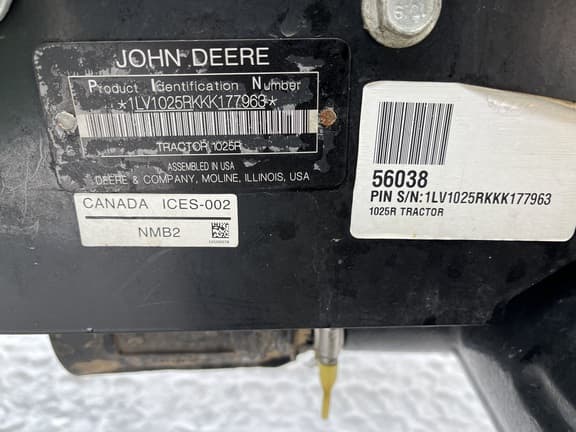 JOHN DEERE
Product Identification Number
*1LV1025RKKK177963*
TRACTOR 1025R
ASSEMBLED IN USA
DEERE & COMPANY, MOLINE, ILLINOIS, USA
CANADA ICES-002
NMB2
56038
PIN S/N:1LV1025RKKK177963
1025R TRACTOR